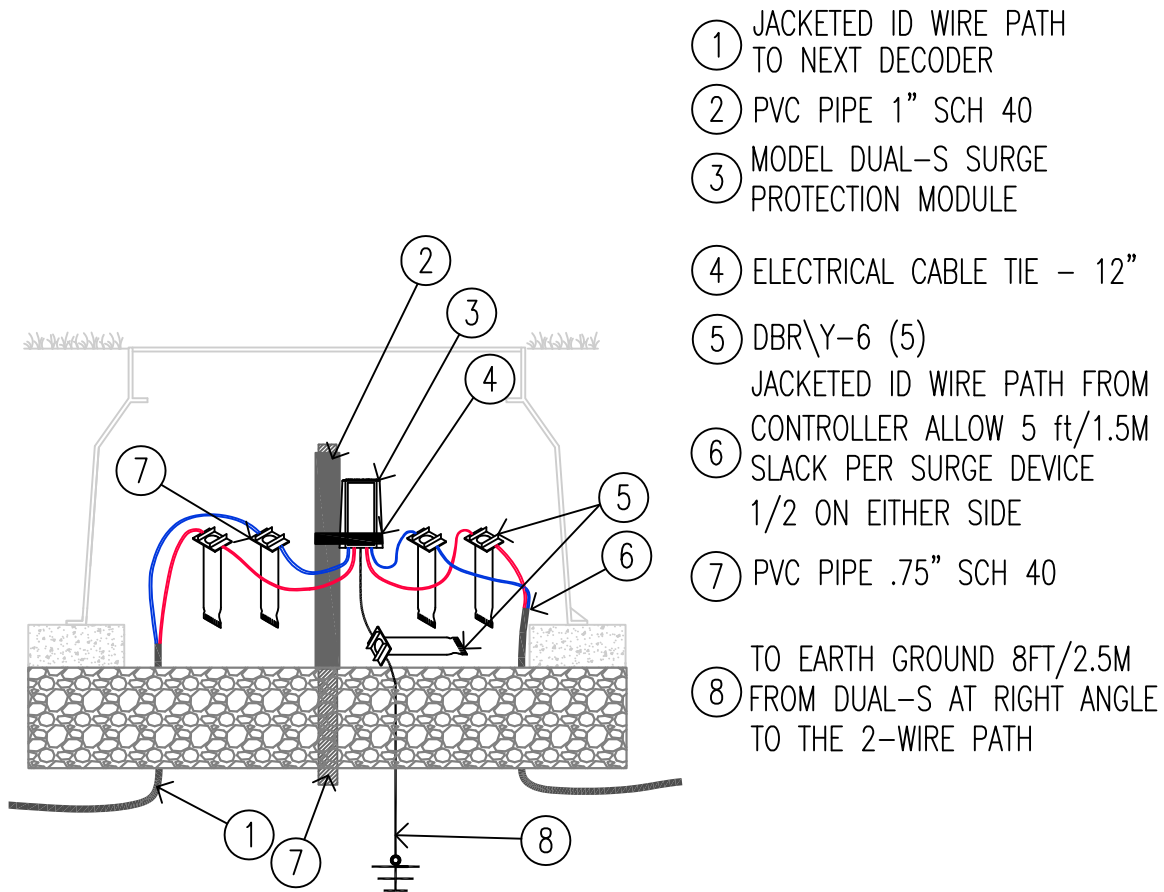 1 JACKETED ID WIRE PATH
TO NEXT DECODER
2 PVC PIPE 1” SCH 40
3 MODEL DUAL-S SURGE
PROTECTION MODULE
4 ELECTRICAL CABLE TIE - 12”
5 DBR\Y-6 (5)
6 JACKETED ID WIRE PATH FROM
CONTROLLER ALLOW 5 ft/1.5M
SLACK PER SURGE DEVICE
1/2 ON EITHER SIDE
7 PVC PIPE .75” SCH 40
8 TO EARTH GROUND 8FT/2.5M
FROM DUAL-S AT RIGHT ANGLE
TO THE 2-WIRE PATH
2
3
4
7
5
6
1
7
8